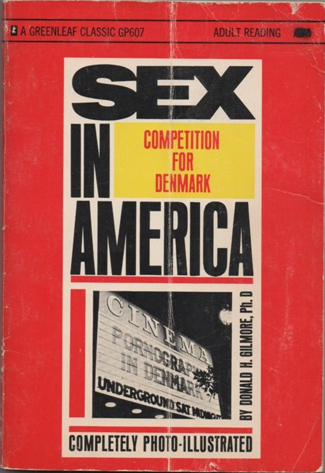 A GREENLEAF CLASSIC GP607
ADULT READING
SEX
IN
COMPETITION
FOR
DENMARK
AMERICA
CINEMA
PORNOGRAP
IN DENMARK
UNDERGROUND SAT MIDNIGHT
BY DONALD H. GILMORE, Ph. D
COMPLETELY PHOTO-ILLUSTRATED